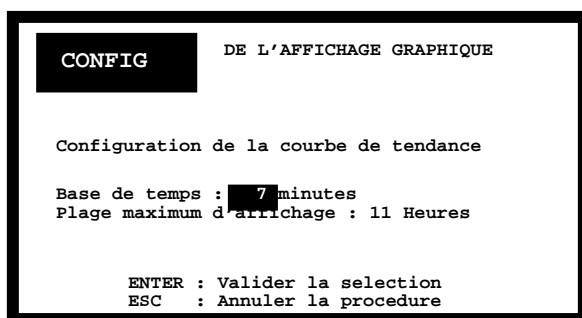 CONFIG DE L'AFFICHAGE GRAPHIQUE
Configuration de la courbe de tendance
Base de temps : 7 minutes
Plage maximum d'affichage : 11 Heures
ENTER : Valider la selection
ESC : Annuler la procedure